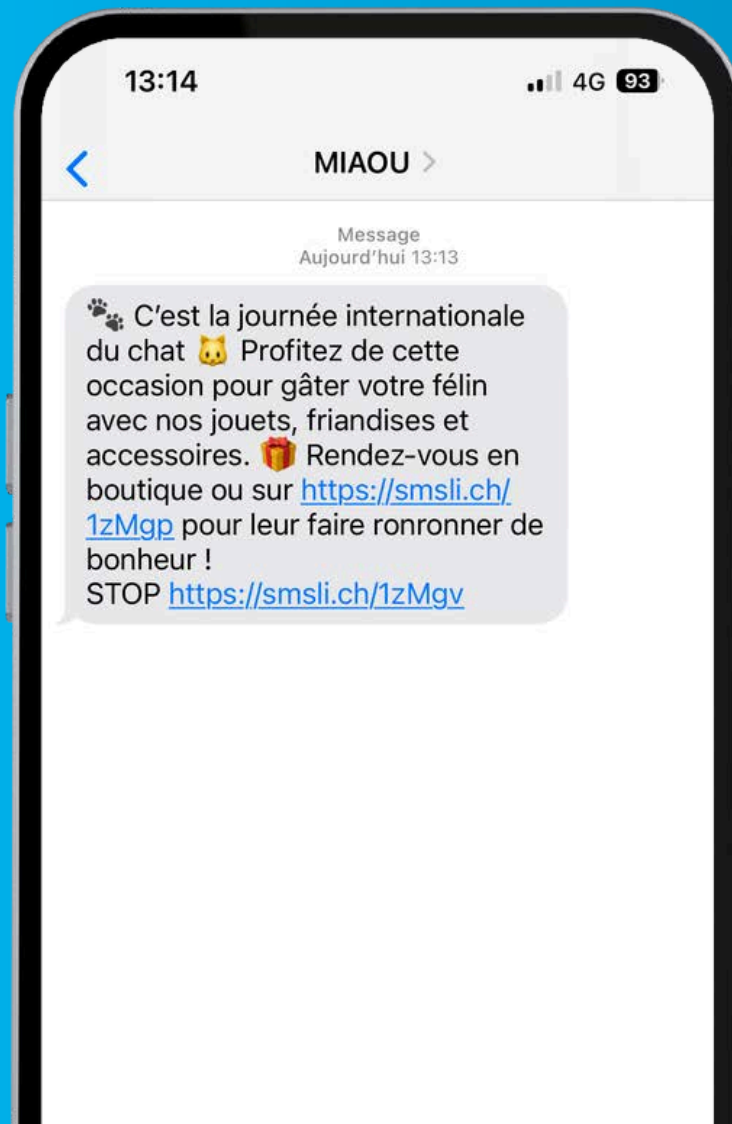 13:14
4G 93
MIAOU
Message
Aujourd'hui 13:13
🐾 C'est la journée internationale
du chat 🐱 Profitez de cette
occasion pour gâter votre félin
avec nos jouets, friandises et
accessoires. 🎁 Rendez-vous en
boutique ou sur https://smsli.ch/
1zMgp pour leur faire ronronner de
bonheur !
STOP https://smsli.ch/1zMgv